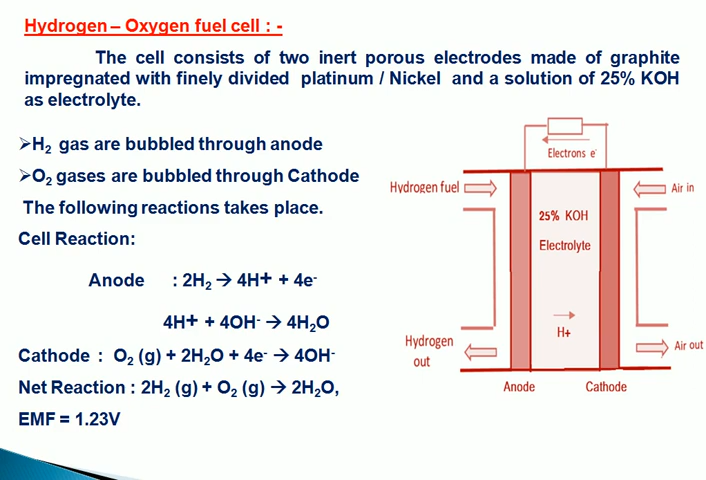 Hydrogen – Oxygen fuel cell : -
The cell consists of two inert porous electrodes made of graphite
impregnated with finely divided platinum / Nickel and a solution of 25% KOH
as electrolyte.
➢H₂ gas are bubbled through anode
➢O₂ gases are bubbled through Cathode
The following reactions takes place.
Cell Reaction:
Anode : 2H₂ → 4H+ + 4e⁻
4H+ + 4OH⁻ → 4H₂O
Cathode : O₂ (g) + 2H₂O + 4e⁻ → 4OH⁻
Net Reaction : 2H₂ (g) + O₂ (g) → 2H₂O,
EMF = 1.23V
Electrons e⁻
Hydrogen fuel
Air in
25% KOH
Electrolyte
H+
Hydrogen
out
Air out
Anode
Cathode